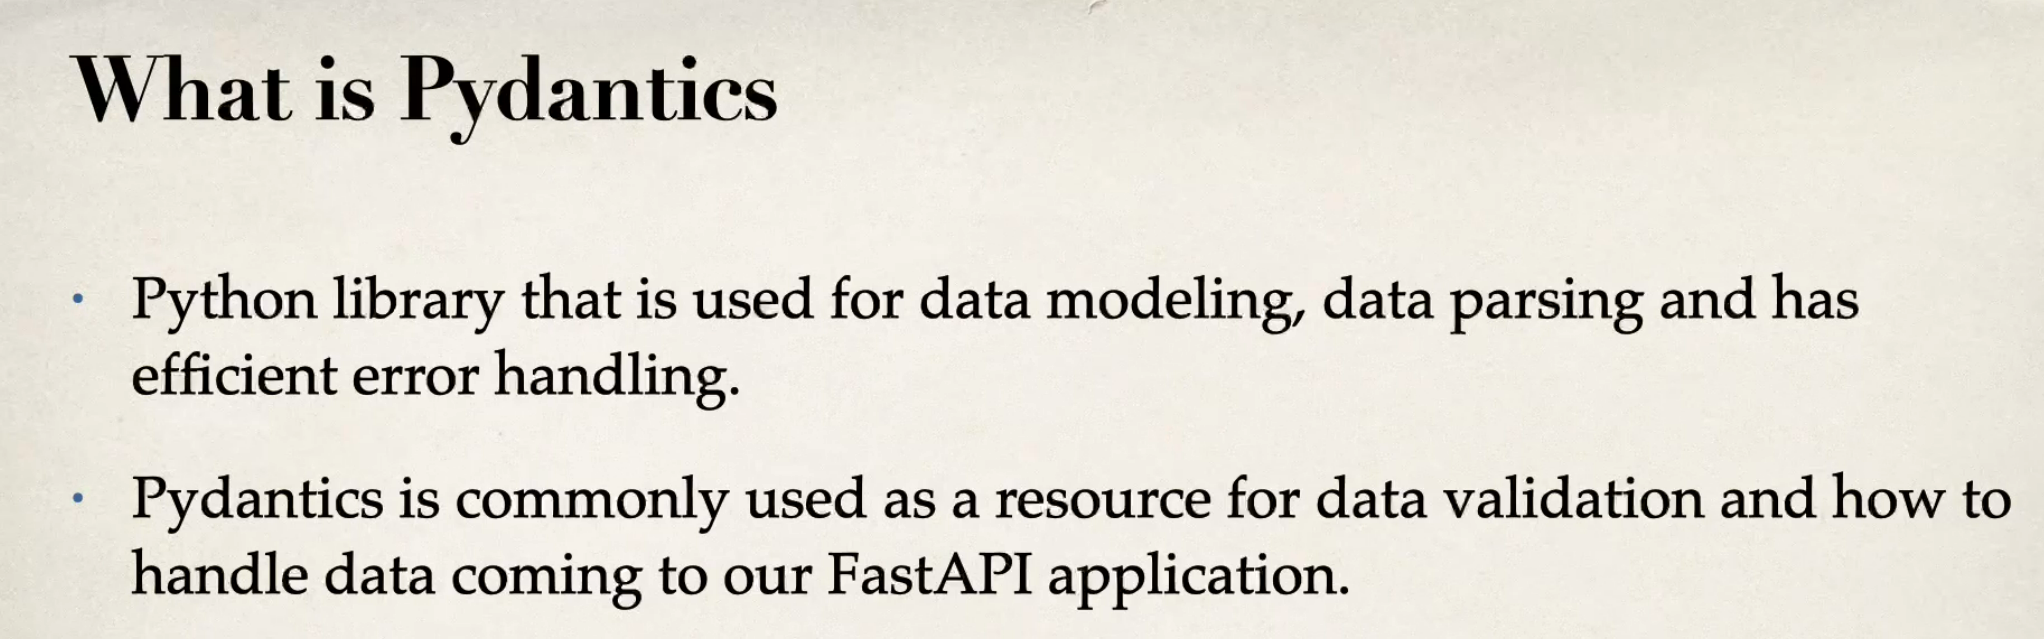 What is Pydantics
• Python library that is used for data modeling, data parsing and has
efficient error handling.
• Pydantics is commonly used as a resource for data validation and how to
handle data coming to our FastAPI application.